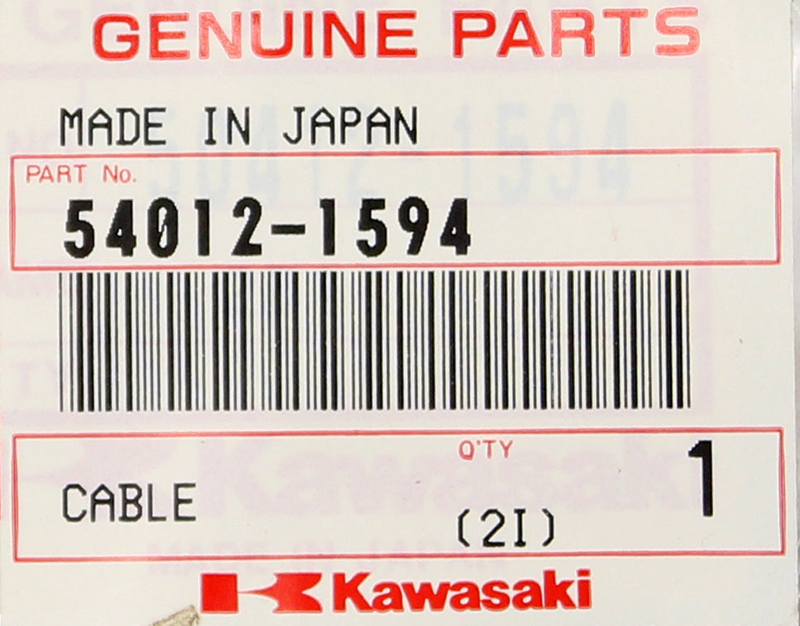 GENUINE PARTS
MADE IN JAPAN
PART No.
54012-1594
Q'TY
1
CABLE
(2I)
Kawasaki